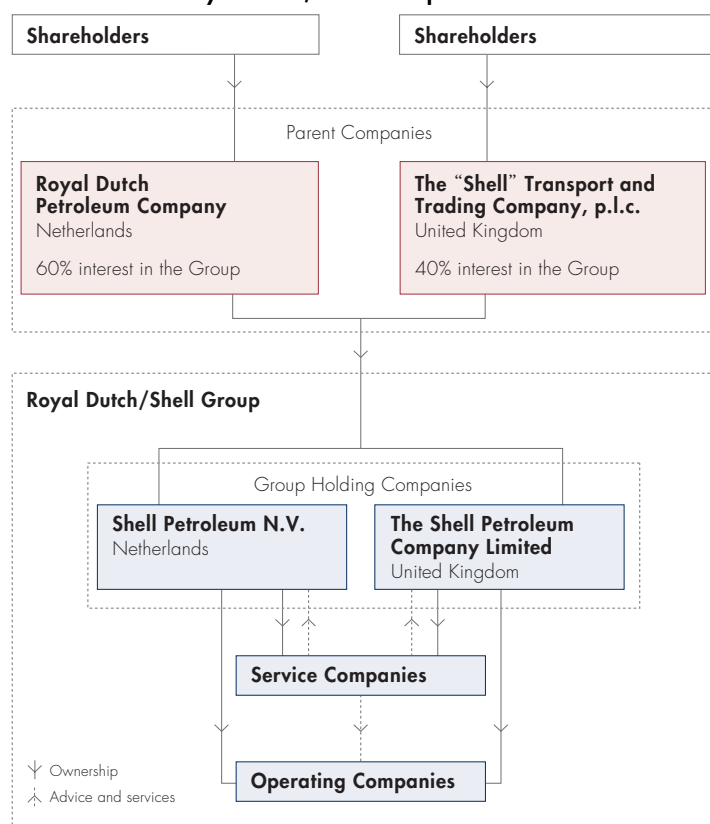 Shareholders
Shareholders
Parent Companies
Royal Dutch
Petroleum Company
Netherlands
60% interest in the Group
The “Shell” Transport and
Trading Company, p.l.c.
United Kingdom
40% interest in the Group
Royal Dutch/Shell Group
Group Holding Companies
Shell Petroleum N.V.
Netherlands
The Shell Petroleum
Company Limited
United Kingdom
Service Companies
Operating Companies
Ownership
Advice and services